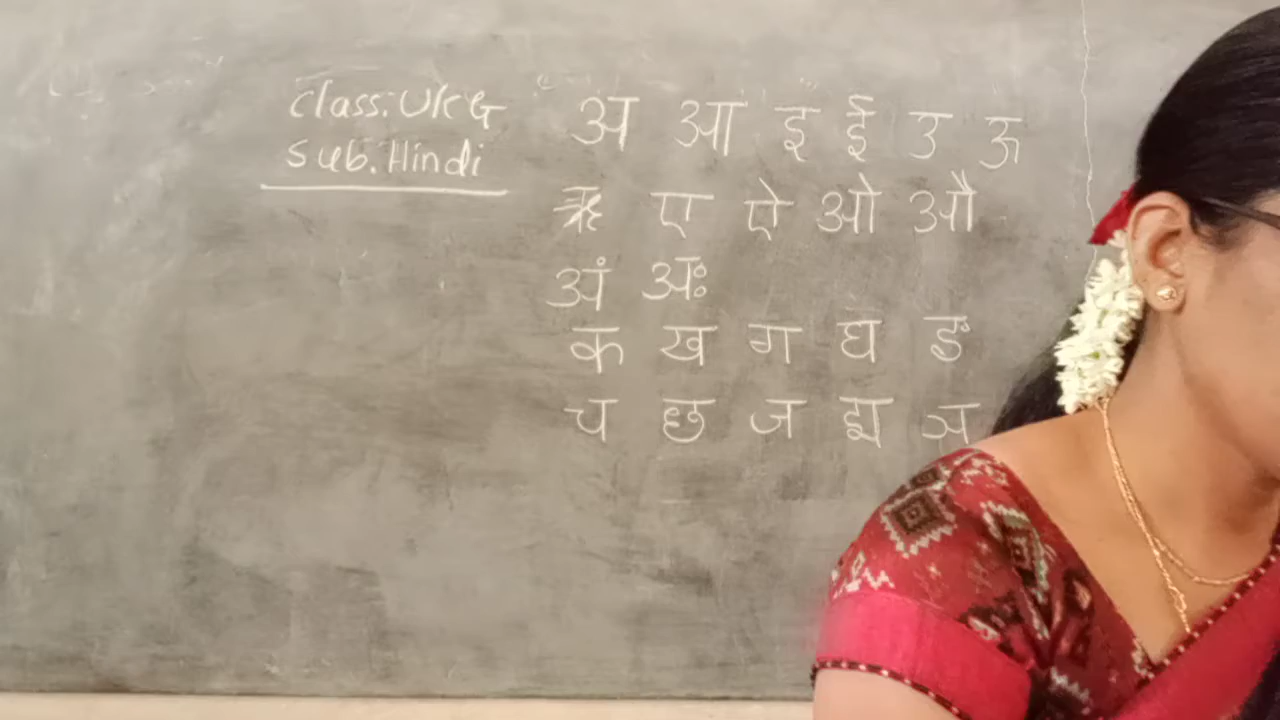 Class: UKG
Sub. Hindi
अ आ इ ई उ ऊ
ऋ ए ऐ ओ औ
अं अः
क ख ग घ ङ
च छ ज झ ञ